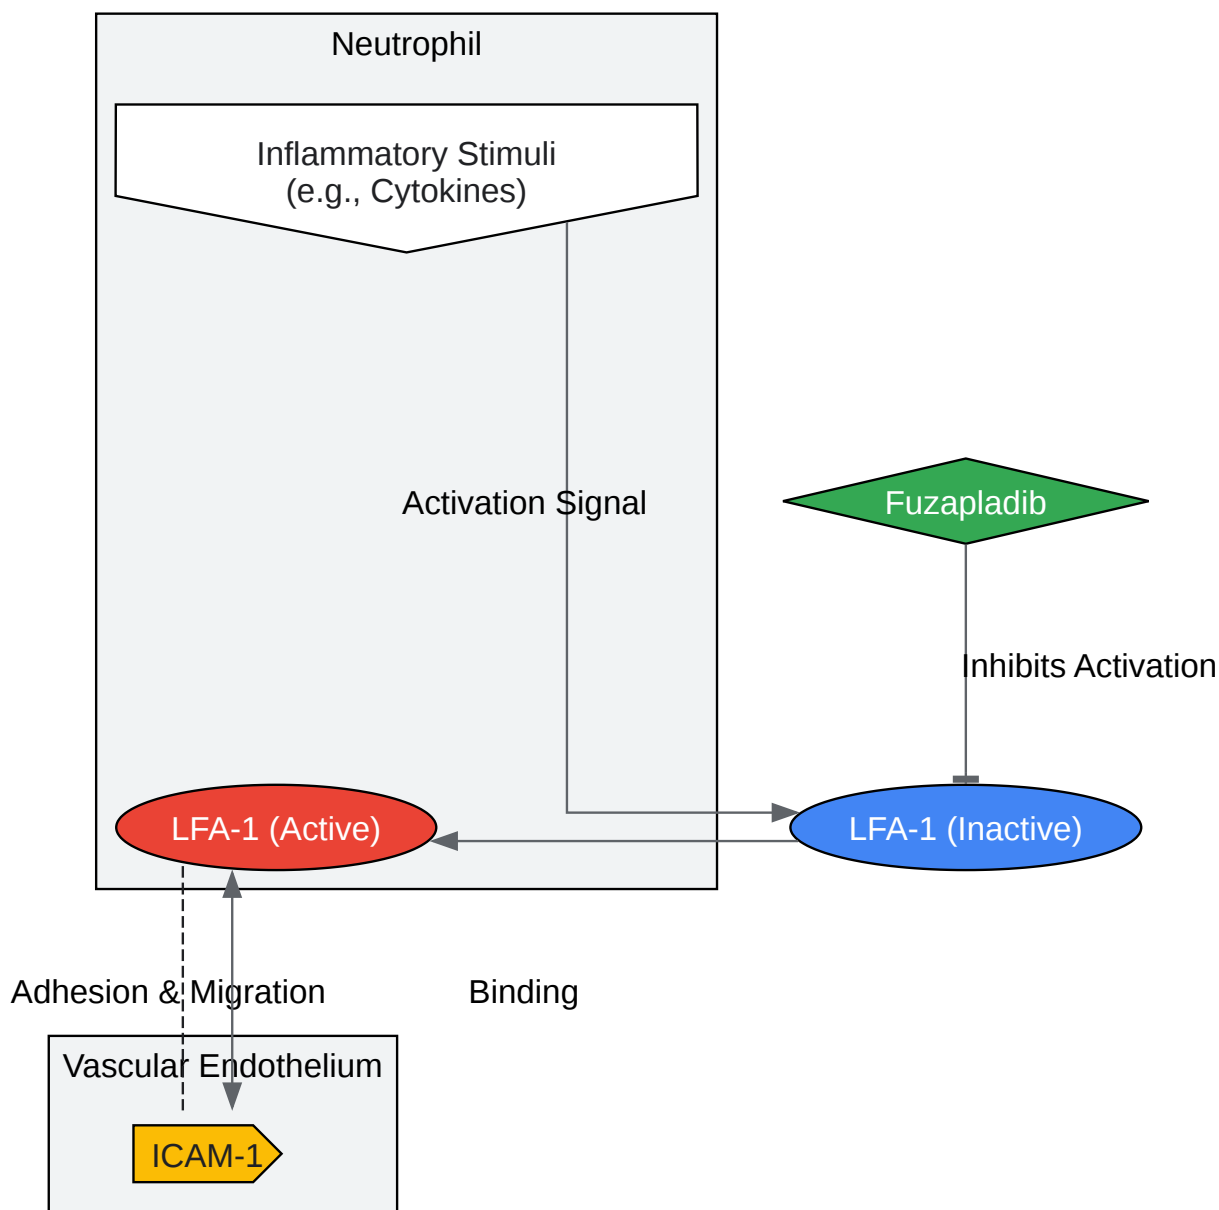 Neutrophil
Inflammatory Stimuli
(e.g., Cytokines)
Activation Signal
Fuzapladib
Inhibits Activation
LFA-1 (Active)
LFA-1 (Inactive)
Adhesion & Migration
Binding
Vascular Endothelium
ICAM-1